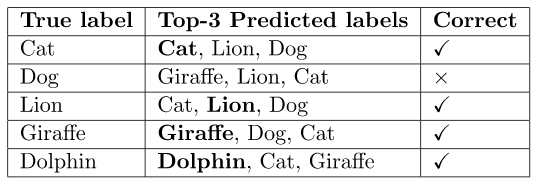 True label Top-3 Predicted labels Correct
Cat Cat, Lion, Dog ✓
Dog Giraffe, Lion, Cat ×
Lion Cat, Lion, Dog ✓
Giraffe Giraffe, Dog, Cat ✓
Dolphin Dolphin, Cat, Giraffe ✓